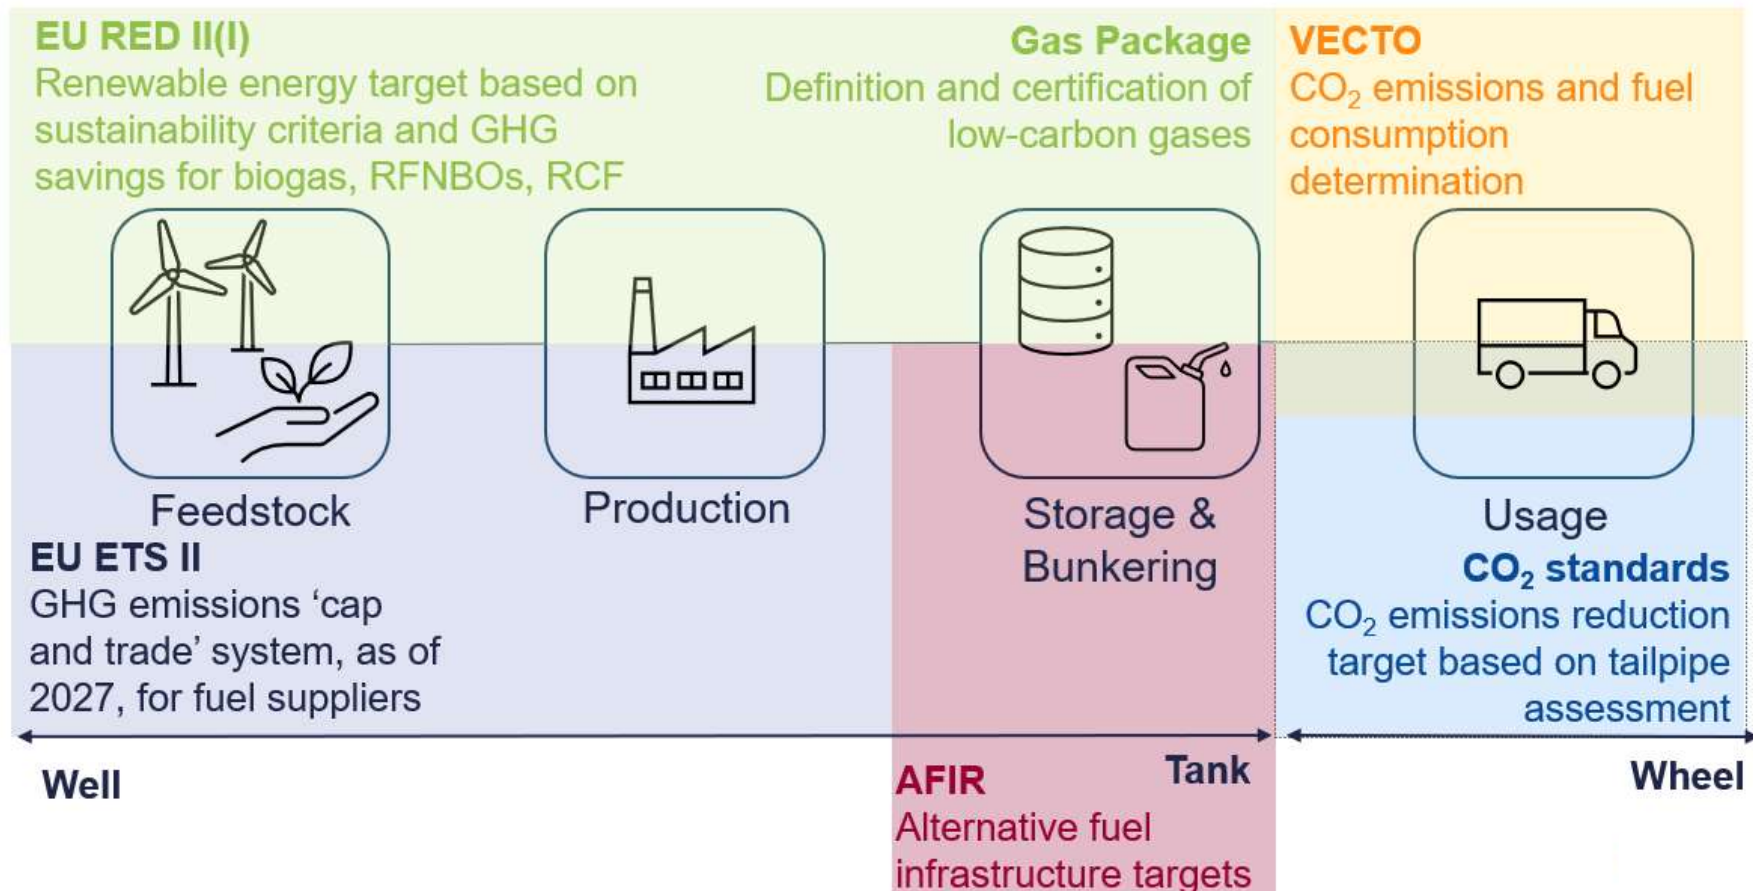 EU RED II(I)
Renewable energy target based on
sustainability criteria and GHG
savings for biogas, RFNBOs, RCF
Gas Package
Definition and certification of
low-carbon gases
VECTO
CO₂ emissions and fuel
consumption
determination
Feedstock
Production
Storage &
Bunkering
Usage
EU ETS II
GHG emissions ‘cap
and trade’ system, as of
2027, for fuel suppliers
CO₂ standards
CO₂ emissions reduction
target based on tailpipe
assessment
Well
Tank
Wheel
AFIR
Alternative fuel
infrastructure targets